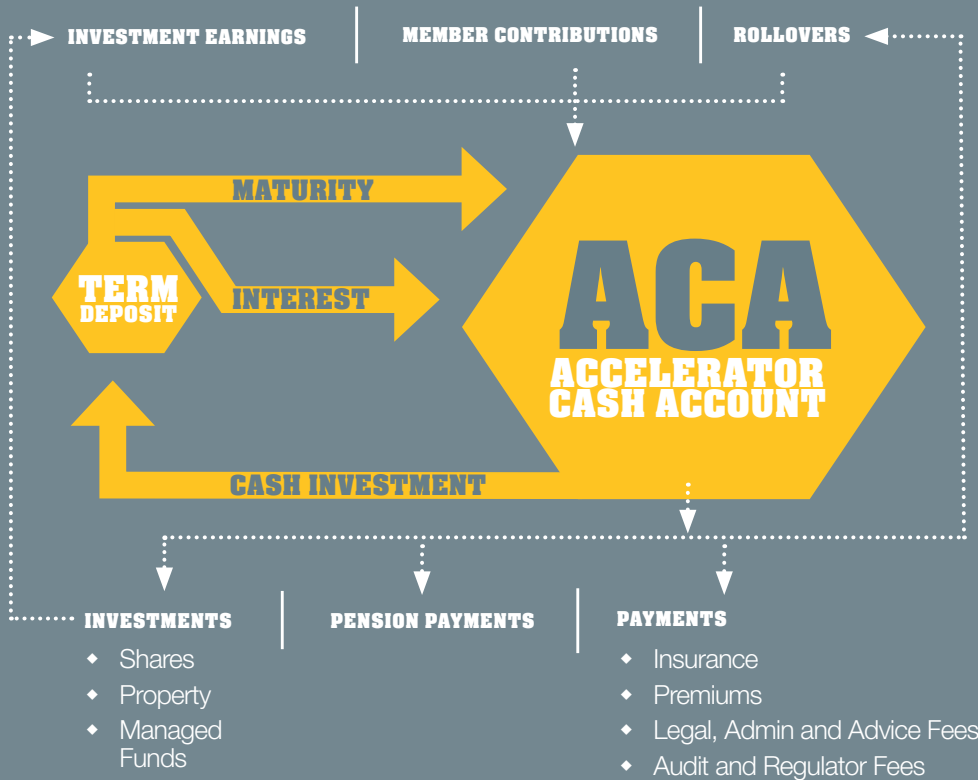 INVESTMENT EARNINGS
MEMBER CONTRIBUTIONS
ROLLOVERS
MATURITY
TERM
DEPOSIT
INTEREST
ACA
ACCELERATOR
CASH ACCOUNT
CASH INVESTMENT
INVESTMENTS
◆ Shares
◆ Property
◆ Managed
Funds
PENSION PAYMENTS
PAYMENTS
◆ Insurance
◆ Premiums
◆ Legal, Admin and Advice Fees
◆ Audit and Regulator Fees